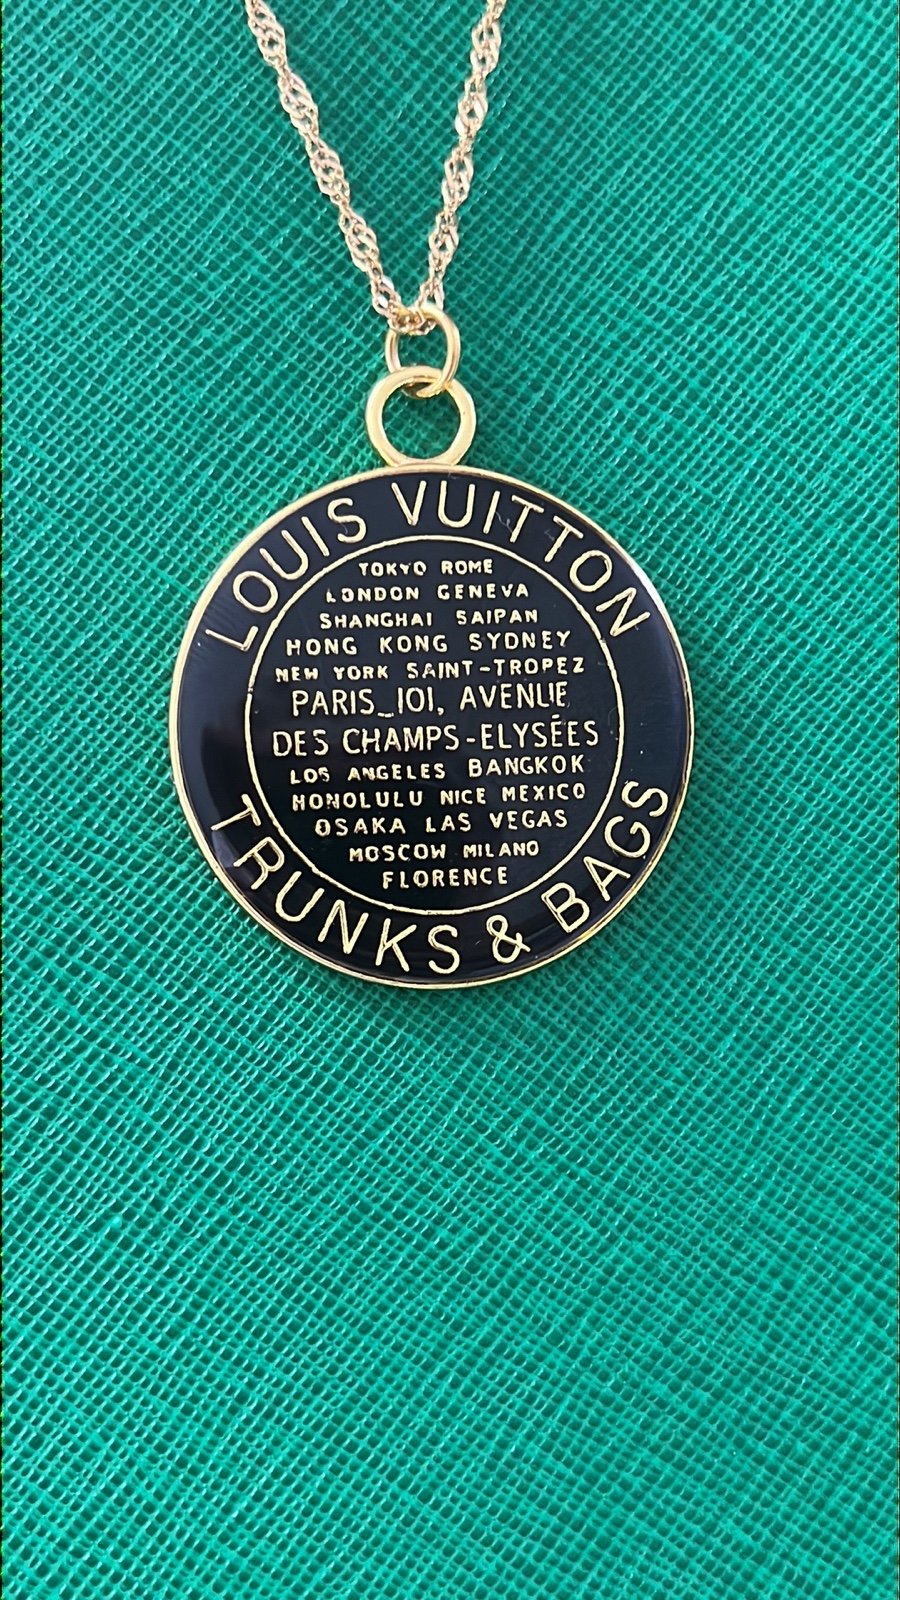 LOUIS VUITTON
TOKYO ROME
LONDON GENEVA
SHANGHAI SAIPAN
HONG KONG SYDNEY
NEW YORK SAINT-TROPEZ
PARIS_101, AVENUE
DES CHAMPS-ELYSÉES
LOS ANGELES BANGKOK
HONOLULU NICE MEXICO
OSAKA LAS VEGAS
MOSCOW MILANO
FLORENCE
TRUNKS & BAGS